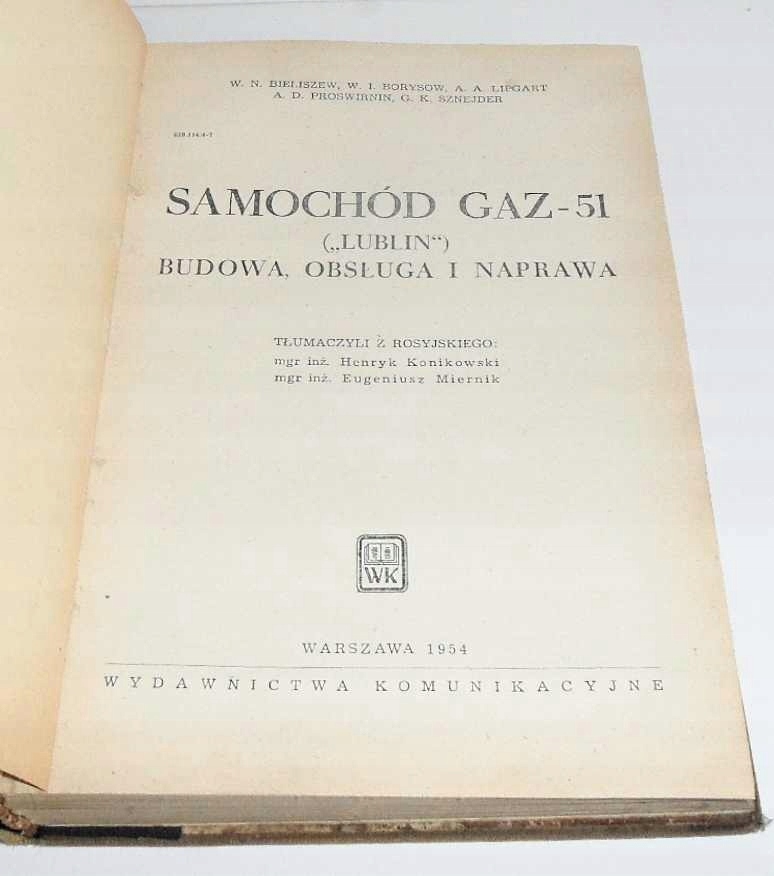 W. N. BIELISZEW, W. I. BORYSOW, A. A. LIPGART
A. D. PROSWIRNIN, G. K. SZNEJDER
SAMOCHÓD GAZ-51
(„LUBLIN“)
BUDOWA, OBSŁUGA I NAPRAWA
TŁUMACZYLI Z ROSYJSKIEGO:
mgr inż. Henryk Konikowski
mgr inż. Eugeniusz Miernik
WK
WARSZAWA 1954
WYDAWNICTWA KOMUNIKACYJNE